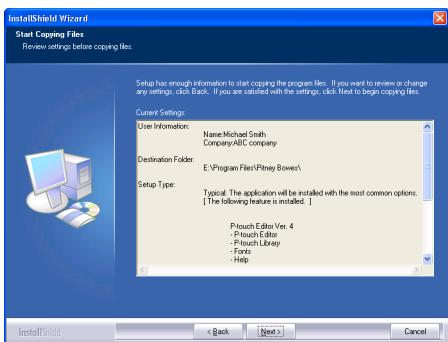 InstallShield Wizard
Start Copying Files
Review settings before copying files.
Setup has enough information to start copying the program files. If you want to review or change
any settings, click Back. If you are satisfied with the settings, click Next to begin copying files.
Current Settings:
User Information:
Name:Michael Smith
Company:ABC company
Destination Folder:
E:\Program Files\Pitney Bowes\
Setup Type:
Typical: The application will be installed with the most common options.
[ The following feature is installed. ]
P-touch Editor Ver. 4
- P-touch Editor
- P-touch Library
- Fonts
- Help
InstallShield
< Back
Next >
Cancel